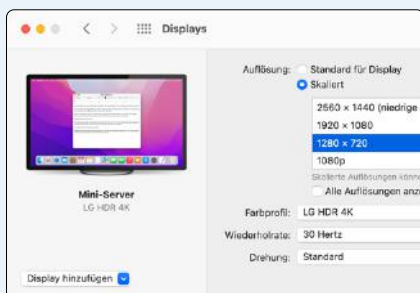 Displays
Auflösung:
Standard für Display
Skaliert
2560 × 1440 (niedrige
1920 × 1080
1280 × 720
1080p
Skalierte Auflösungen könne
Alle Auflösungen anz
Mini-Server
LG HDR 4K
Farbprofil: LG HDR 4K
Wiederholrate: 30 Hertz
Drehung: Standard
Display hinzufügen